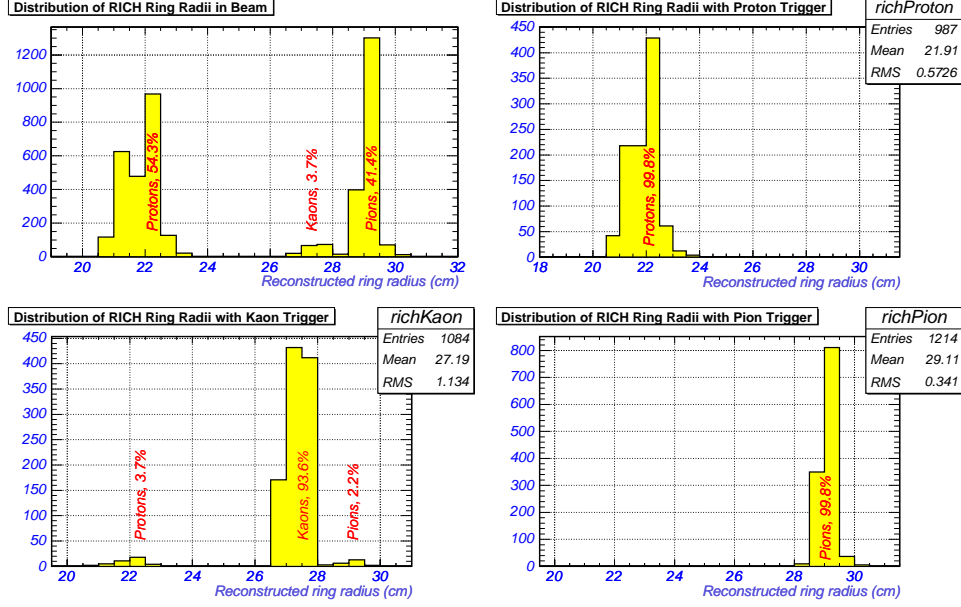 Distribution of RICH Ring Radii in Beam
1200
1000
800
600
400
200
0
20
22
24
26
28
30
32
Protons, 54.3%
Kaons, 3.7%
Pions, 41.4%
Reconstructed ring radius (cm)
Distribution of RICH Ring Radii with Proton Trigger
richProton
Entries 987
Mean 21.91
RMS 0.5726
450
400
350
300
250
200
150
100
50
0
18
20
22
24
26
28
30
Protons, 99.8%
Reconstructed ring radius (cm)
Distribution of RICH Ring Radii with Kaon Trigger
richKaon
Entries 1084
Mean 27.19
RMS 1.134
450
400
350
300
250
200
150
100
50
0
20
22
24
26
28
30
Protons, 3.7%
Kaons, 93.6%
Pions, 2.2%
Reconstructed ring radius (cm)
Distribution of RICH Ring Radii with Pion Trigger
richPion
Entries 1214
Mean 29.11
RMS 0.341
800
700
600
500
400
300
200
100
0
20
22
24
26
28
30
Pions, 99.8%
Reconstructed ring radius (cm)